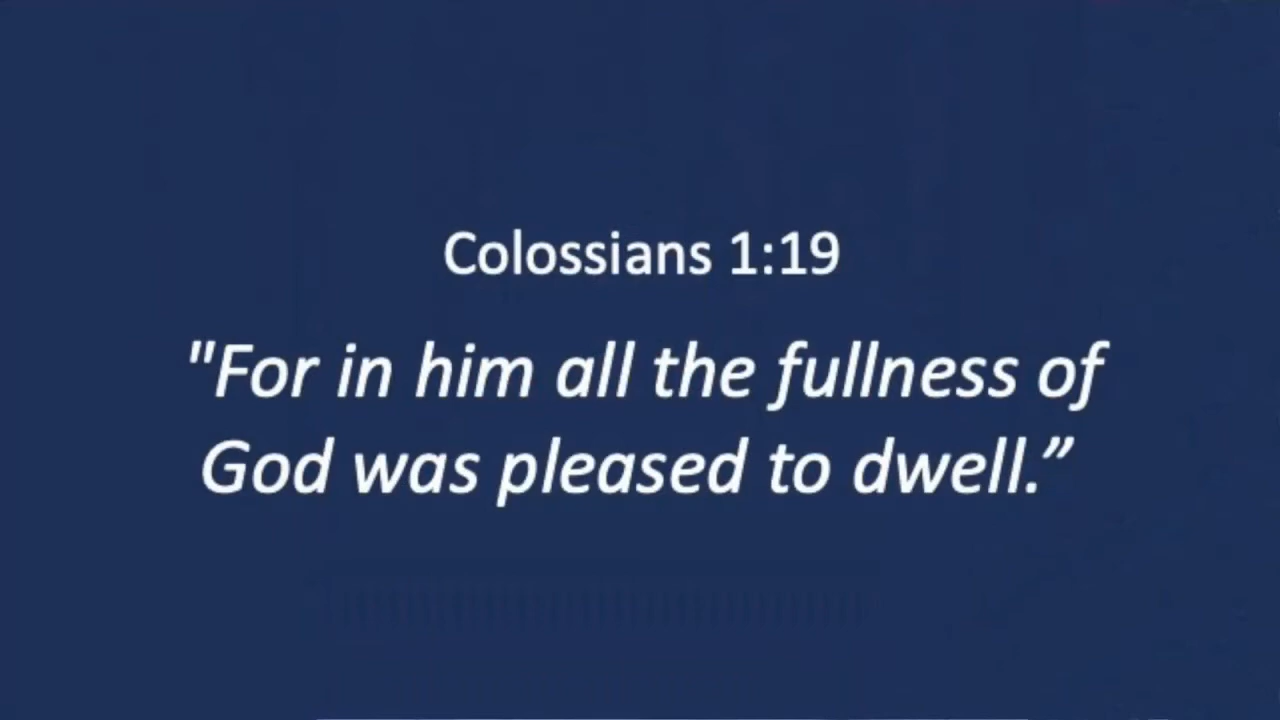 Colossians 1:19
"For in him all the fullness of
God was pleased to dwell.”